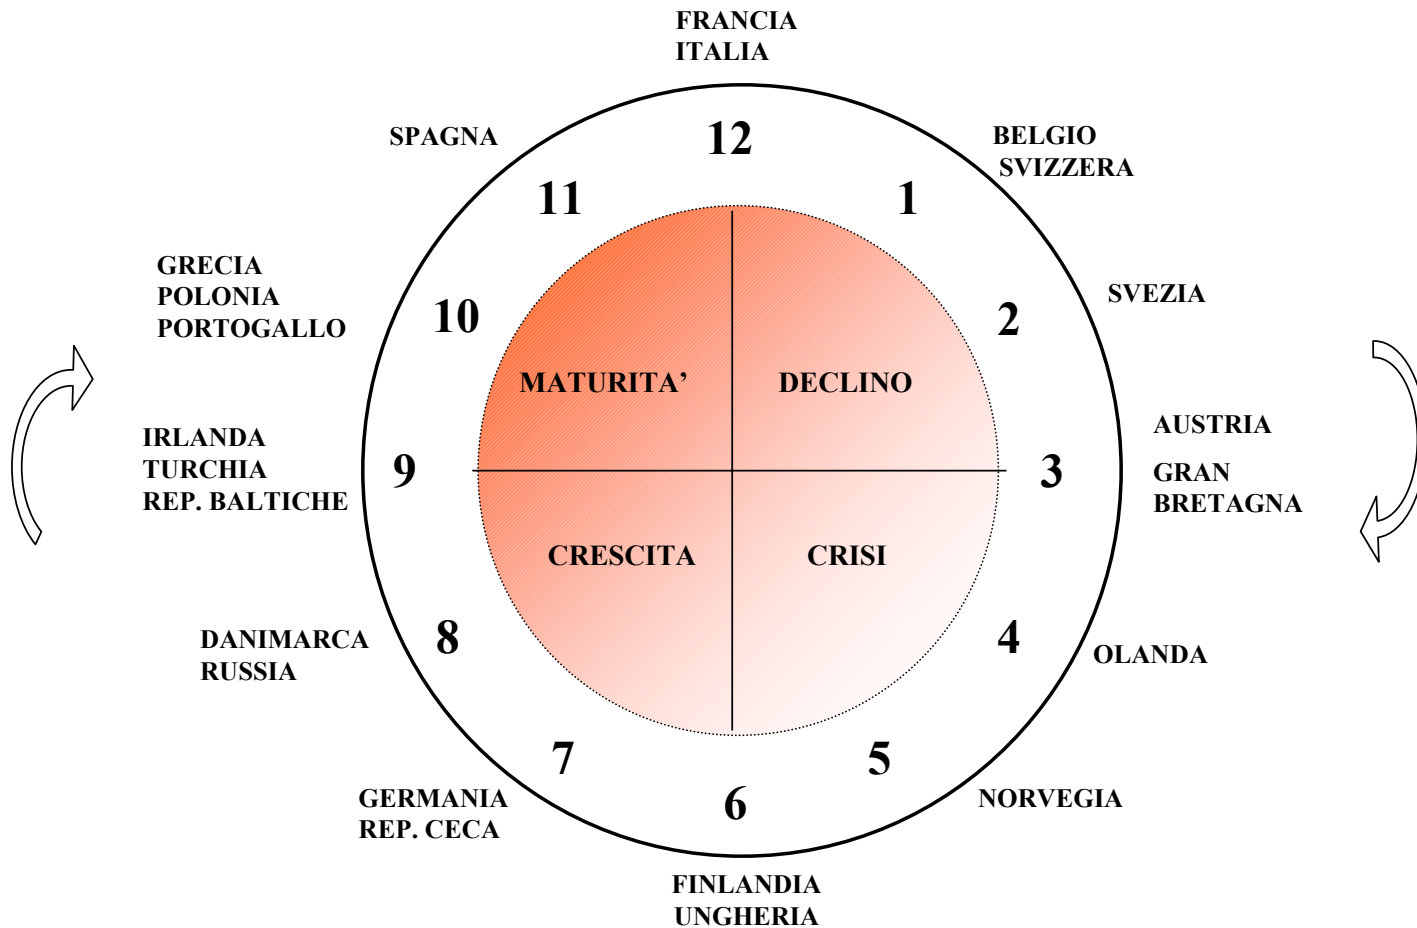 FRANCIA
ITALIA
12
SPAGNA
BELGIO
SVIZZERA
11
1
GRECIA
POLONIA
PORTOGALLO
10
2
SVEZIA
MATURITA’
DECLINO
IRLANDA
TURCHIA
REP. BALTICHE
9
3
AUSTRIA
GRAN
BRETAGNA
CRESCITA
CRISI
DANIMARCA
RUSSIA
8
4
OLANDA
7
5
GERMANIA
REP. CECA
6
NORVEGIA
FINLANDIA
UNGHERIA